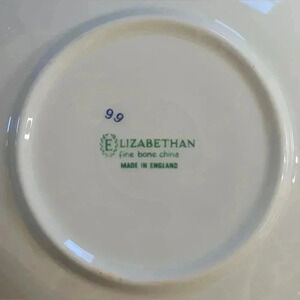 99
ELIZABETHAN
fine bone china
MADE IN ENGLAND